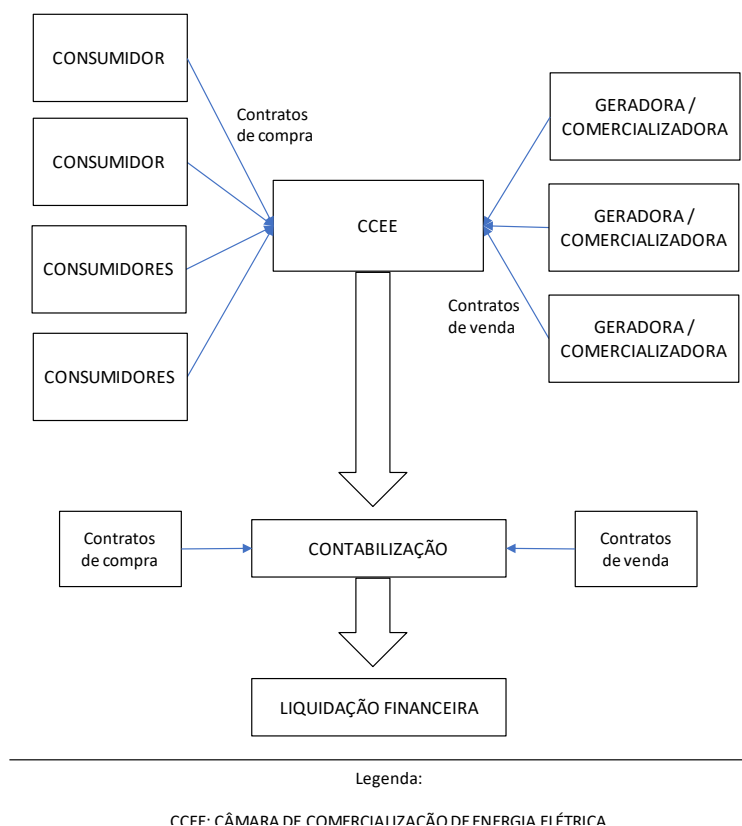 CONSUMIDOR
CONSUMIDOR
CONSUMIDORES
CONSUMIDORES
Contratos
de compra
CCEE
GERADORA /
COMERCIALIZADORA
GERADORA /
COMERCIALIZADORA
GERADORA /
COMERCIALIZADORA
Contratos
de venda
Contratos
de compra
CONTABILIZAÇÃO
Contratos
de venda
LIQUIDAÇÃO FINANCEIRA
Legenda:
CCEE: CÂMARA DE COMERCIALIZAÇÃO DE ENERGIA ELÉTRICA